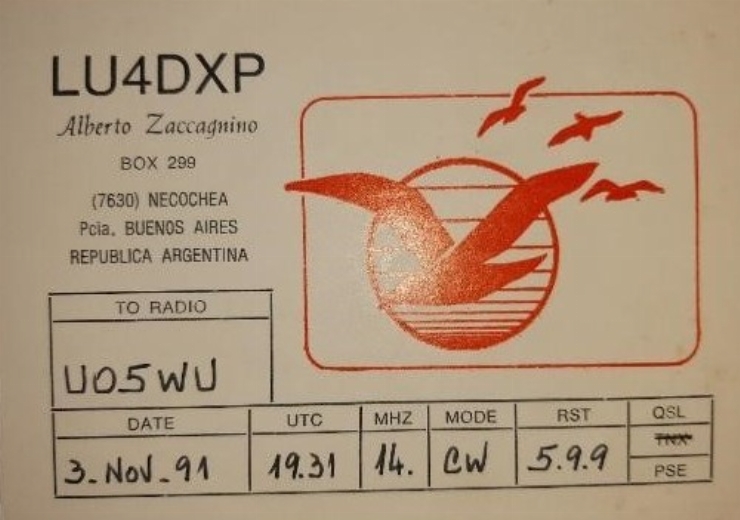 LU4DXP
Alberto Zaccagnino
BOX 299
(7630) NECOCHEA
Pcia. BUENOS AIRES
REPUBLICA ARGENTINA
TO RADIO
UO5WU
DATE UTC MHZ MODE RST QSL
TNX
3. NOV. 91 19.31 14. CW 5.9.9 PSE